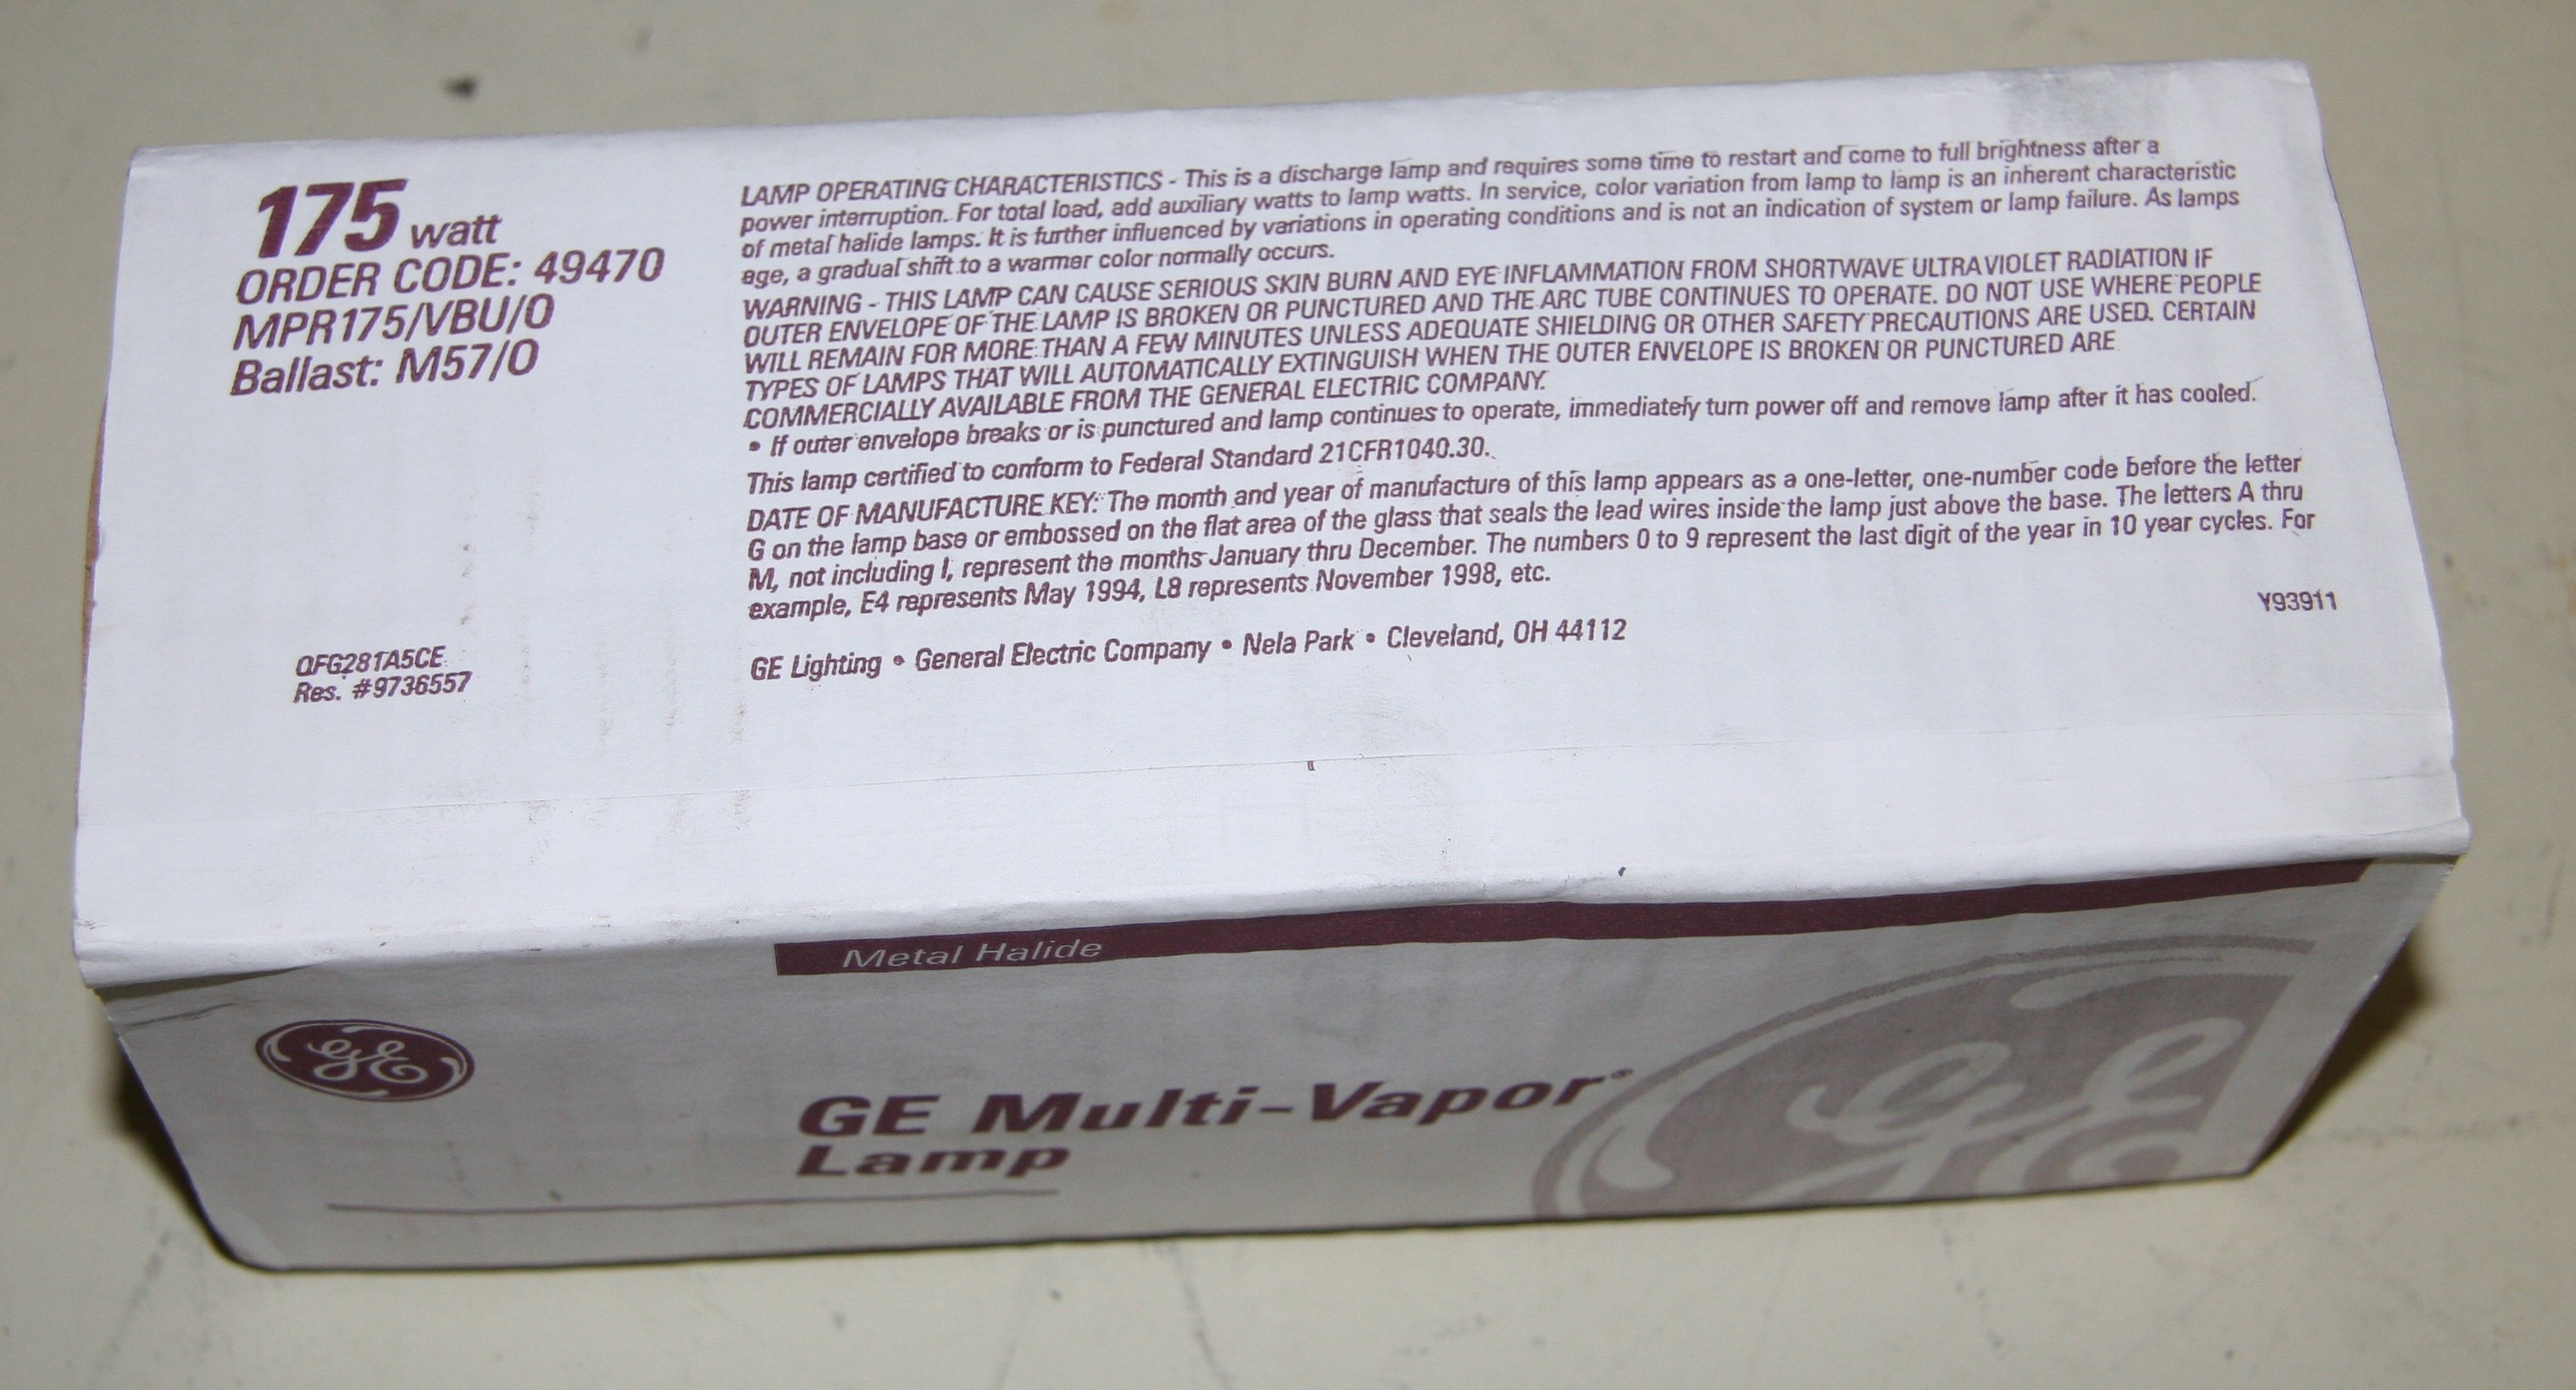 175 watt
ORDER CODE: 49470
MPR175/VBU/O
Ballast: M57/O
QFG281A5CE
Res. #9736557
LAMP OPERATING CHARACTERISTICS - This is a discharge lamp and requires some time to restart and come to full brightness after a
power interruption. For total load, add auxiliary watts to lamp watts. In service, color variation from lamp to lamp is an inherent characteristic
of metal halide lamps. It is further influenced by variations in operating conditions and is not an indication of system or lamp failure. As lamps
age, a gradual shift to a warmer color normally occurs.
WARNING - THIS LAMP CAN CAUSE SERIOUS SKIN BURN AND EYE INFLAMMATION FROM SHORTWAVE ULTRAVIOLET RADIATION IF
OUTER ENVELOPE OF THE LAMP IS BROKEN OR PUNCTURED AND THE ARC TUBE CONTINUES TO OPERATE. DO NOT USE WHERE PEOPLE
WILL REMAIN FOR MORE THAN A FEW MINUTES UNLESS ADEQUATE SHIELDING OR OTHER SAFETY PRECAUTIONS ARE USED. CERTAIN
TYPES OF LAMPS THAT WILL AUTOMATICALLY EXTINGUISH WHEN THE OUTER ENVELOPE IS BROKEN OR PUNCTURED ARE
COMMERCIALLY AVAILABLE FROM THE GENERAL ELECTRIC COMPANY.
• If outer envelope breaks or is punctured and lamp continues to operate, immediately turn power off and remove lamp after it has cooled.
This lamp certified to conform to Federal Standard 21CFR1040.30.
DATE OF MANUFACTURE KEY: The month and year of manufacture of this lamp appears as a one-letter, one-number code before the letter
G on the lamp base or embossed on the flat area of the glass that seals the lead wires inside the lamp just above the base. The letters A thru
M, not including I, represent the months January thru December. The numbers 0 to 9 represent the last digit of the year in 10 year cycles. For
example, E4 represents May 1994, L8 represents November 1998, etc.
Y93911
GE Lighting • General Electric Company • Nela Park • Cleveland, OH 44112
Metal Halide
GE
GE Multi-Vapor®
Lamp
GE